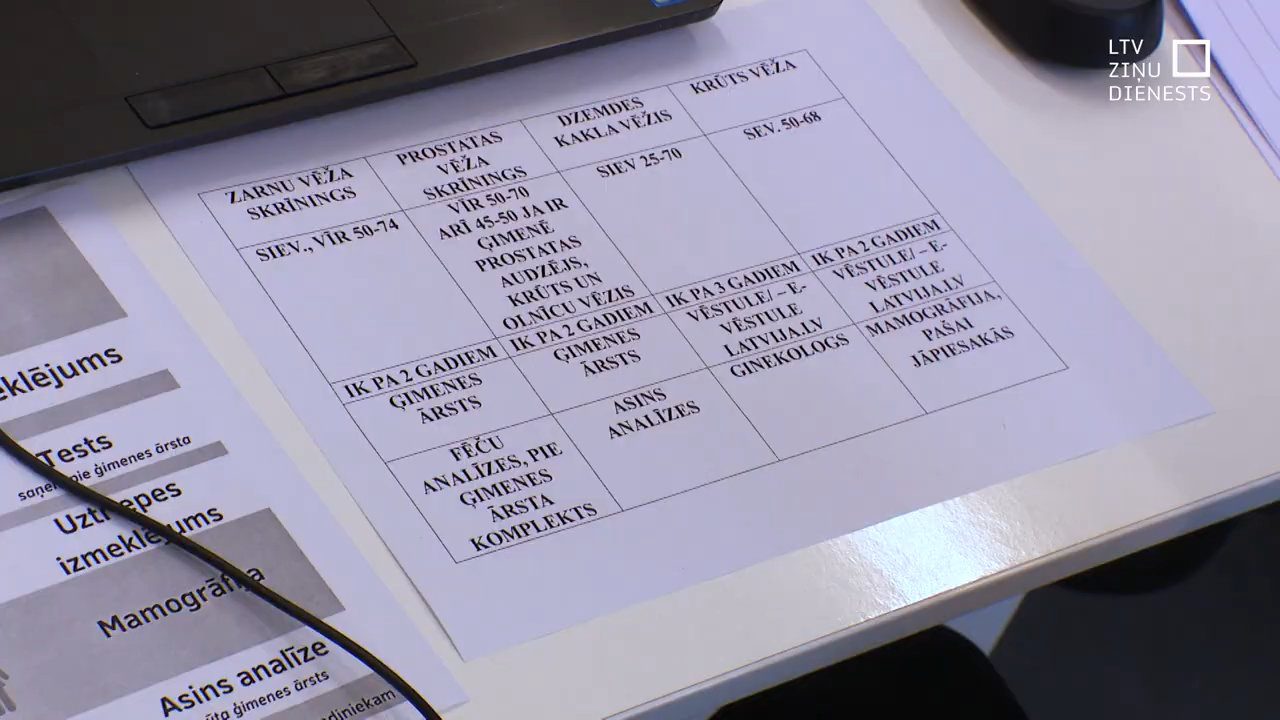 LTV
ZIŅU
DIENESTS
ZARNU VĒŽA
SKRĪNINGS
PROSTATAS
VĒŽA
SKRĪNINGS
DZEMDES
KAKLA VĒŽIS
KRŪTS VĒŽA
SIEV., VĪR 50-74
VĪR 50-70
ARĪ 45-50 JA IR
ĢIMENĒ
PROSTATAS
AUDZĒJS,
KRŪTS UN
OLNĪCU VĒZIS
SIEV 25-70
SEV. 50-68
IK PA 2 GADIEM
IK PA 2 GADIEM
IK PA 3 GADIEM
IK PA 2 GADIEM
ĢIMENES
ĀRSTS
ĢIMENES
ĀRSTS
VĒSTULE/ – E-
VĒSTULE
LATVIJA.LV
VĒSTULE/ – E-
VĒSTULE
LATVIJA.LV
FĒČU
ANALĪZES, PIE
ĢIMENES
ĀRSTA
KOMPLEKTS
ASINS
ANALĪZES
GINEKOLOGS
MAMOGRĀFIJA,
PAŠAI
JĀPIESAKĀS
Tests
pie ģimenes ārsta
izmeklējums
Mamogrāfija
Asins analīze
ģimenes ārsts